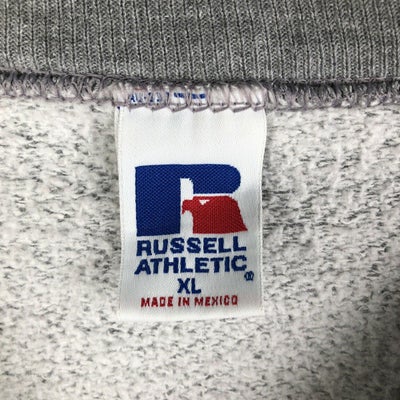 RUSSELL
ATHLETIC®
XL
MADE IN MEXICO